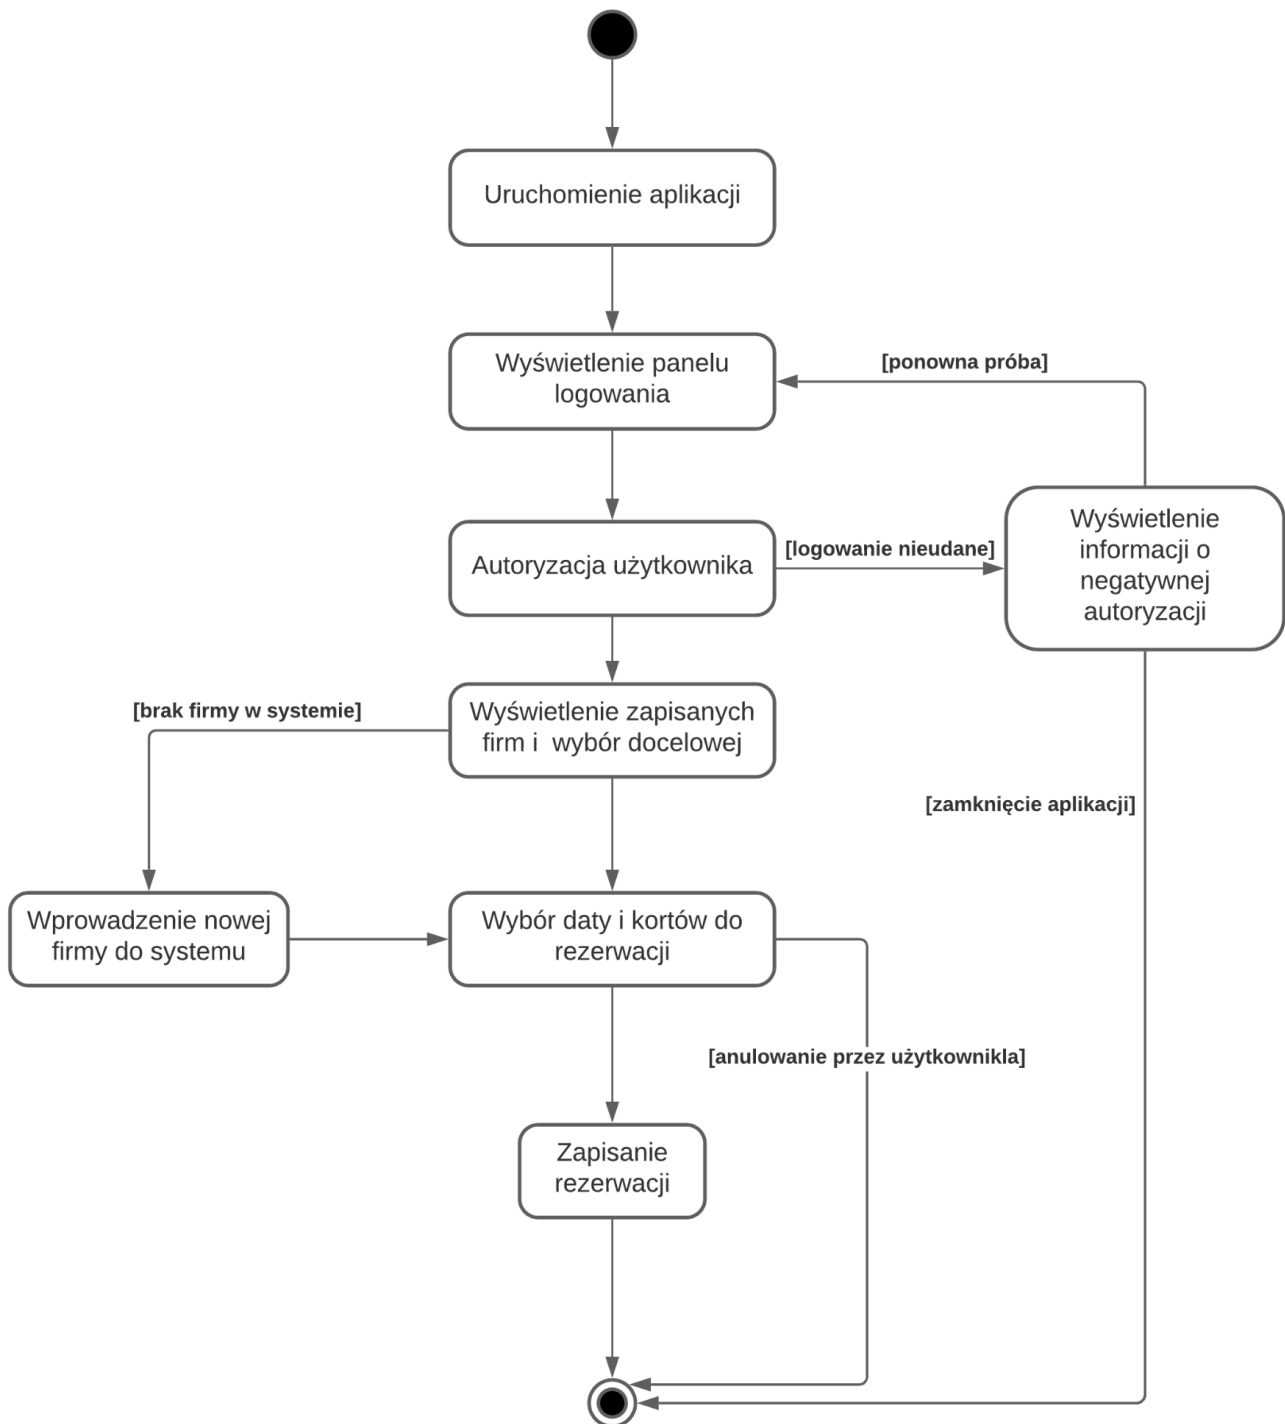 Uruchomienie aplikacji
Wyświetlenie panelu
logowania
[ponowna próba]
Autoryzacja użytkownika
[logowanie nieudane]
Wyświetlenie
informacji o
negatywnej
autoryzacji
[brak firmy w systemie]
Wyświetlenie zapisanych
firm i  wybór docelowej
[zamknięcie aplikacji]
Wprowadzenie nowej
firmy do systemu
Wybór daty i kortów do
rezerwacji
[anulowanie przez użytkownikla]
Zapisanie
rezerwacji